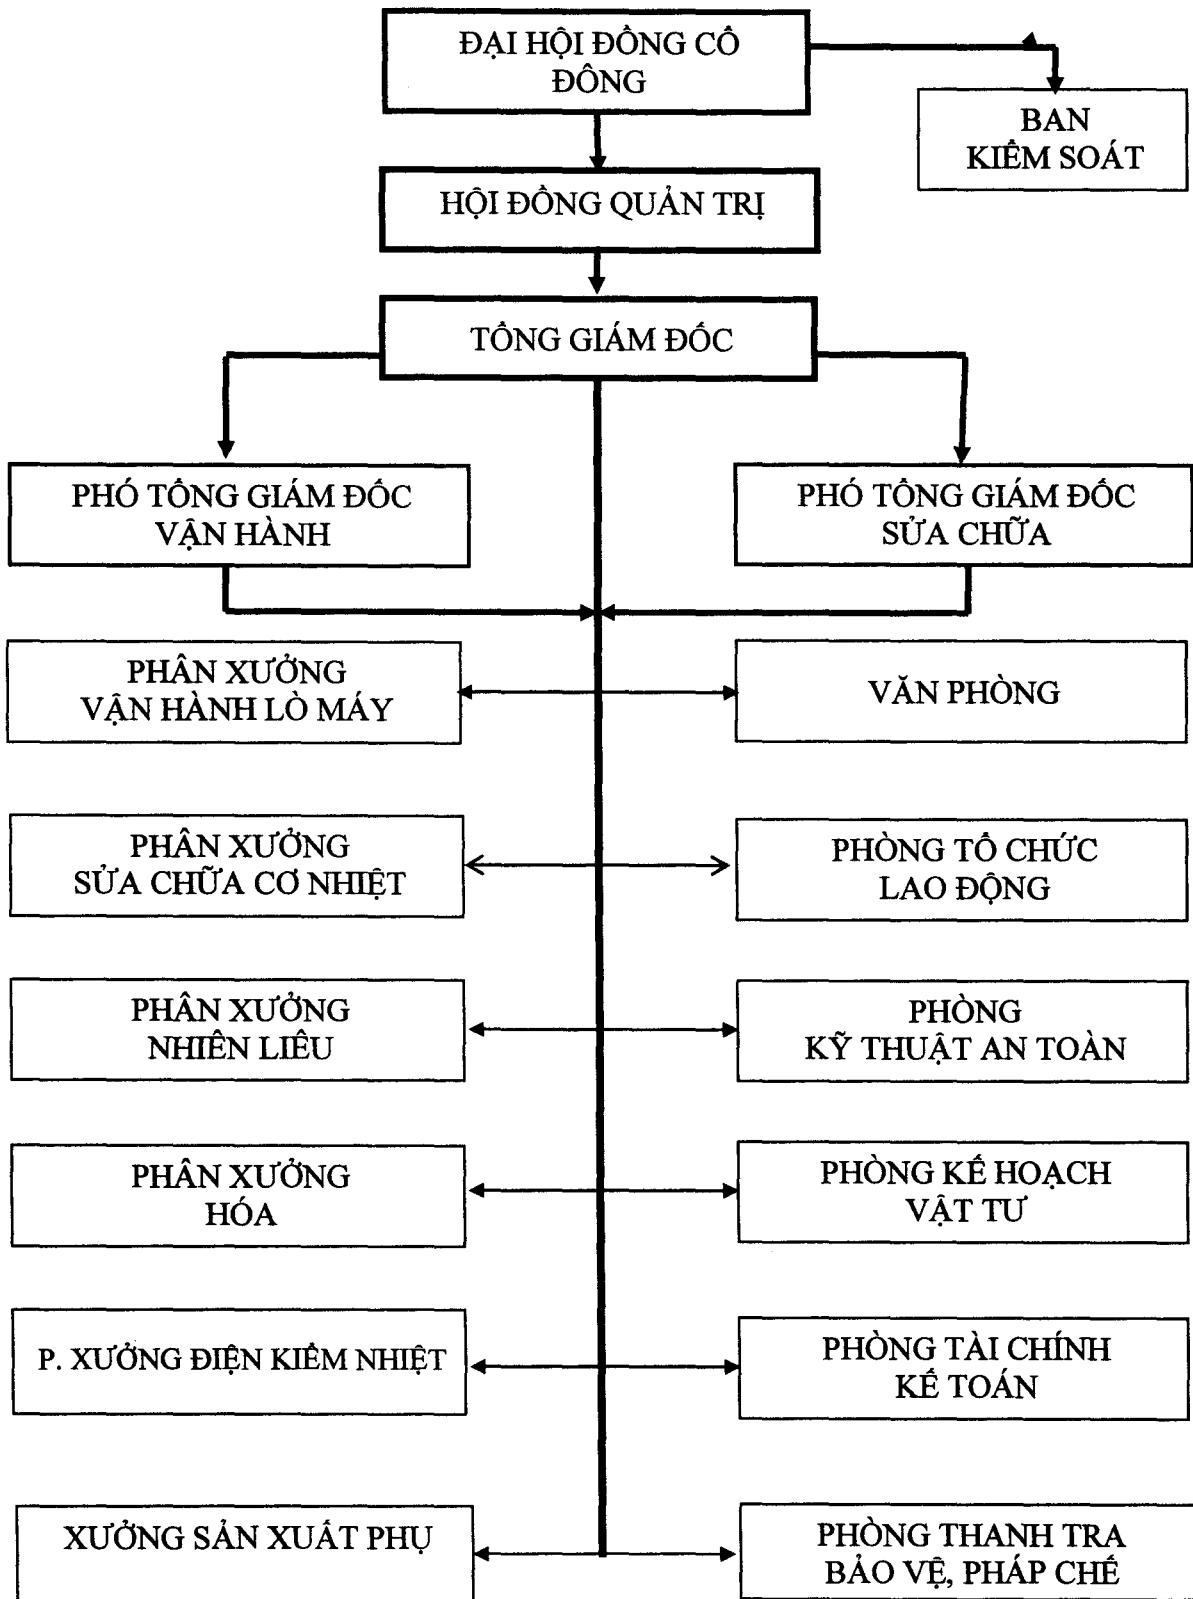 ĐẠI HỘI ĐỒNG CỔ
ĐÔNG
BAN
KIỂM SOÁT
HỘI ĐỒNG QUẢN TRỊ
TỔNG GIÁM ĐỐC
PHÓ TỔNG GIÁM ĐỐC
VẬN HÀNH
PHÓ TỔNG GIÁM ĐỐC
SỬA CHỮA
PHÂN XƯỞNG
VẬN HÀNH LÒ MÁY
VĂN PHÒNG
PHÂN XƯỞNG
SỬA CHỮA CƠ NHIỆT
PHÒNG TỔ CHỨC
LAO ĐỘNG
PHÂN XƯỞNG
NHIÊN LIÊU
PHÒNG
KỸ THUẬT AN TOÀN
PHÂN XƯỞNG
HÓA
PHÒNG KẾ HOẠCH
VẬT TƯ
P. XƯỞNG ĐIỆN KIỂM NHIỆT
PHÒNG TÀI CHÍNH
KẾ TOÁN
XƯỞNG SẢN XUẤT PHỤ
PHÒNG THANH TRA
BẢO VỆ, PHÁP CHẾ